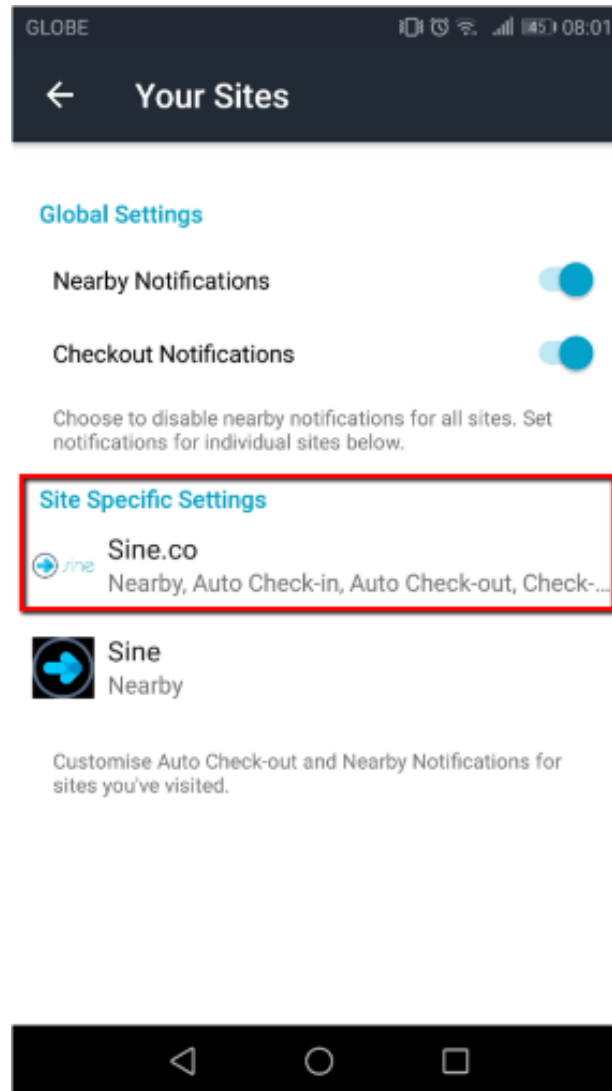 GLOBE 45 08:01
Your Sites
Global Settings
Nearby Notifications
Checkout Notifications
Choose to disable nearby notifications for all sites. Set
notifications for individual sites below.
Site Specific Settings
sine
Sine.co
Nearby, Auto Check-in, Auto Check-out, Check-...
Sine
Nearby
Customise Auto Check-out and Nearby Notifications for
sites you've visited.